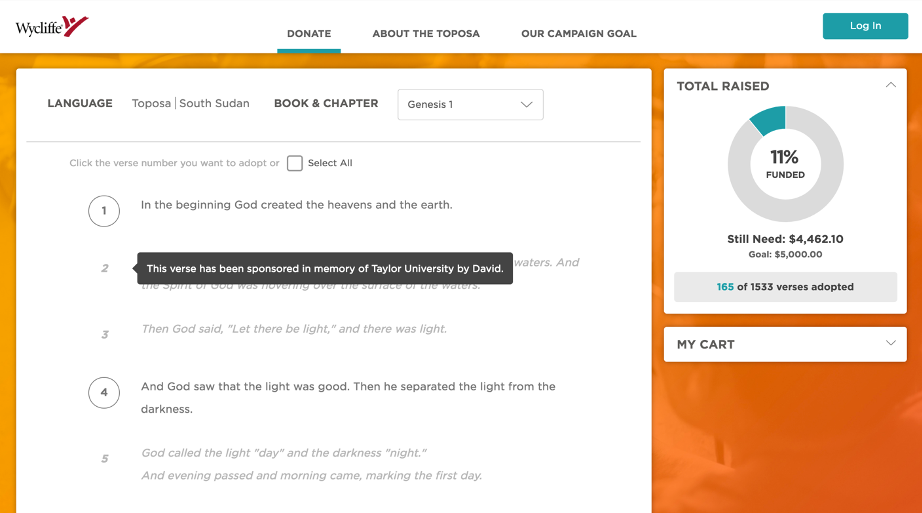 Wycliffe
DONATE
ABOUT THE TOPOSA
OUR CAMPAIGN GOAL
Log In
LANGUAGE Toposa | South Sudan BOOK & CHAPTER Genesis 1
Click the verse number you want to adopt or Select All
1 In the beginning God created the heavens and the earth.
2 waters. And
This verse has been sponsored in memory of Taylor University by David.
the Spirit of God was hovering over the surface of the waters.
3 Then God said, "Let there be light," and there was light.
4 And God saw that the light was good. Then he separated the light from the
darkness.
5 God called the light "day" and the darkness "night."
And evening passed and morning came, marking the first day.
TOTAL RAISED
11%
FUNDED
Still Need: $4,462.10
Goal: $5,000.00
165 of 1533 verses adopted
MY CART